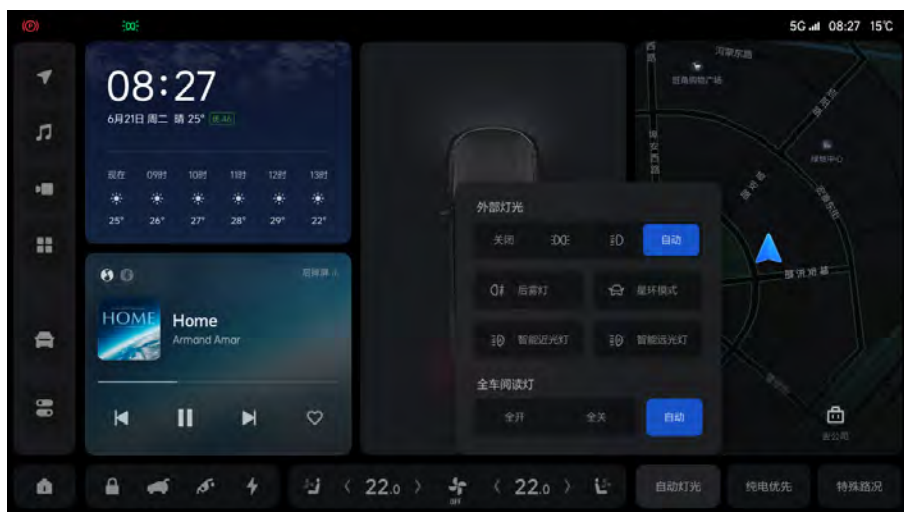 5G 08:27 15℃
08:27
6月21日 周二 晴 25° 优 46
现在 09时 10时 11时 12时 13时
25° 26° 27° 28° 29° 22°
HOME
Home
Armand Amar
外部灯光
关闭 自动
后雾灯 星环模式
智能近光灯 智能远光灯
全车阅读灯
全开 全关 自动
去公司
22.0 OFF 22.0
自动灯光 纯电优先 特殊路况